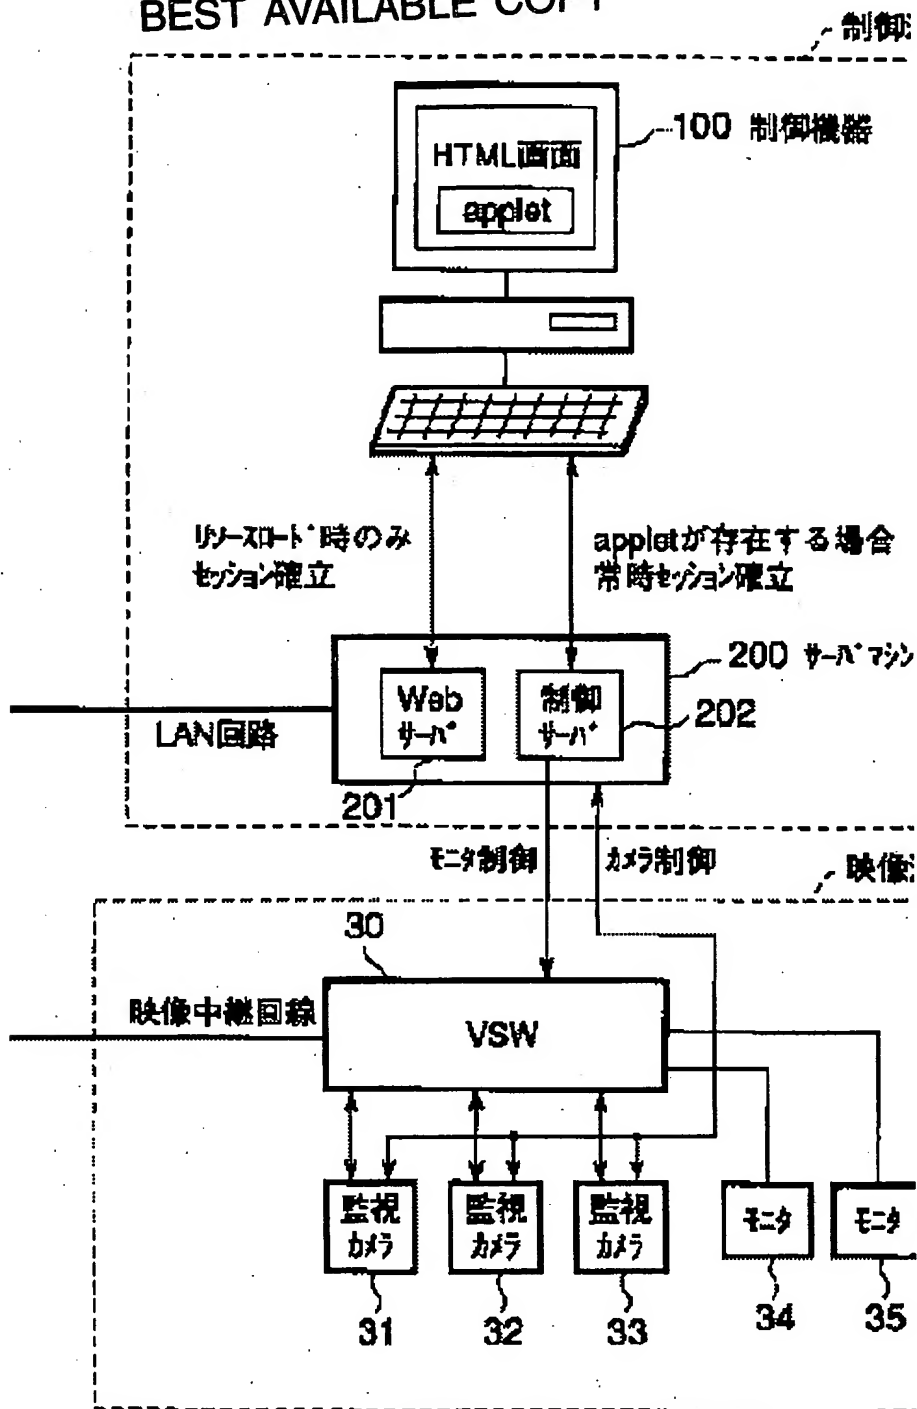 BEST AVAILABLE COPY
制御
100 制御機器
HTML画面
applet
ﾘｿｰｽﾛｰﾄﾞ時のみ
ｾｯｼｮﾝ確立
appletが存在する場合
常時ｾｯｼｮﾝ確立
200 ｻｰﾊﾞﾏｼﾝ
Web
ｻｰﾊﾞ
制御
ｻｰﾊﾞ
202
LAN回路
201
ﾓﾆﾀ制御
ｶﾒﾗ制御
映像
30
映像中継回線
VSW
監視
ｶﾒﾗ
監視
ｶﾒﾗ
監視
ｶﾒﾗ
ﾓﾆﾀ
ﾓﾆﾀ
31
32
33
34
35